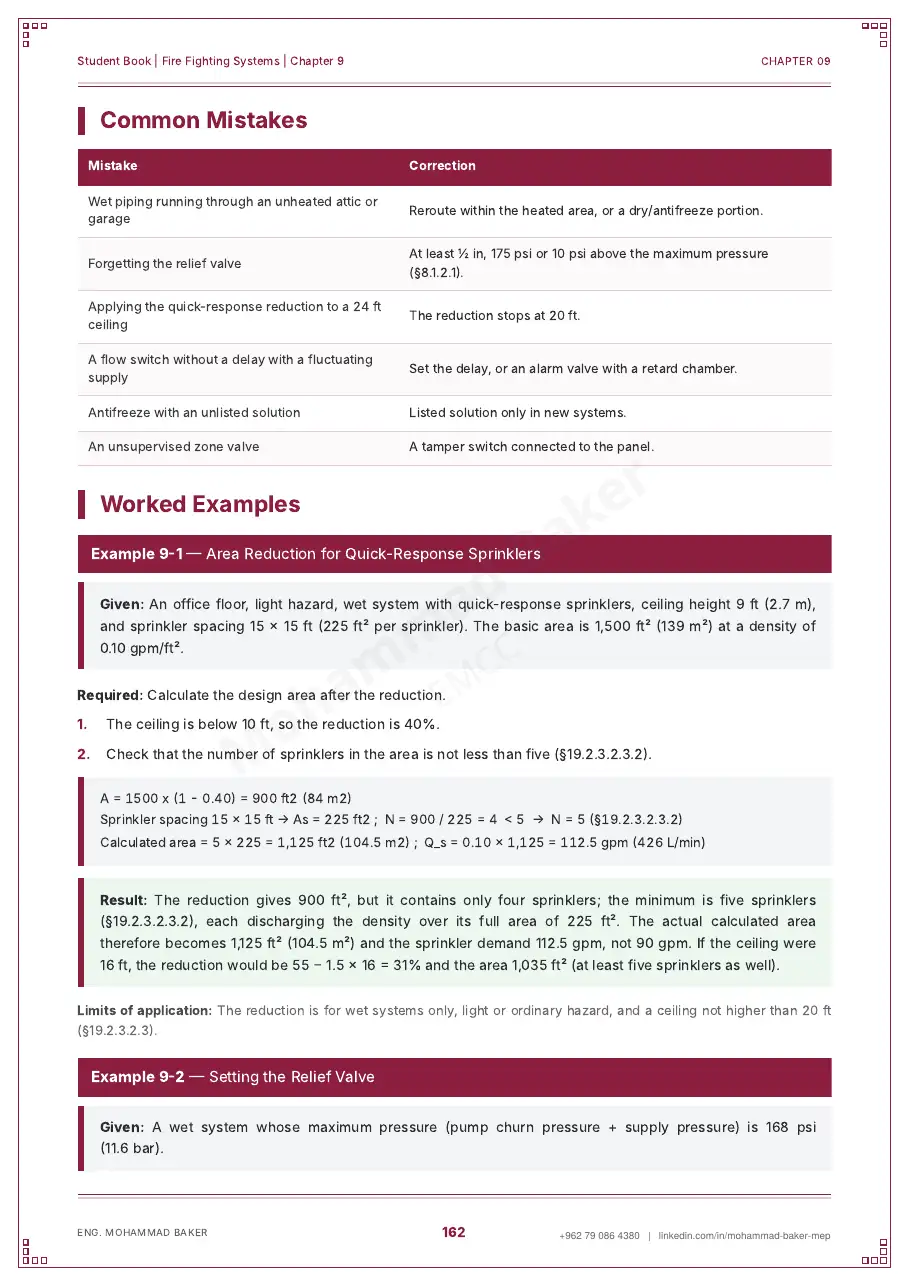 Student Book | Fire Fighting Systems | Chapter 9
CHAPTER 09
Common Mistakes
Mistake
Correction
Wet piping running through an unheated attic or
garage
Reroute within the heated area, or a dry/antifreeze portion.
Forgetting the relief valve
At least ½ in, 175 psi or 10 psi above the maximum pressure
(§8.1.2.1).
Applying the quick-response reduction to a 24 ft
ceiling
The reduction stops at 20 ft.
A flow switch without a delay with a fluctuating
supply
Set the delay, or an alarm valve with a retard chamber.
Antifreeze with an unlisted solution
Listed solution only in new systems.
An unsupervised zone valve
A tamper switch connected to the panel.
Worked Examples
Example 9-1 — Area Reduction for Quick-Response Sprinklers
Given: An office floor, light hazard, wet system with quick-response sprinklers, ceiling height 9 ft (2.7 m),
and sprinkler spacing 15 × 15 ft (225 ft² per sprinkler). The basic area is 1,500 ft² (139 m²) at a density of
0.10 gpm/ft².
Required: Calculate the design area after the reduction.
1. The ceiling is below 10 ft, so the reduction is 40%.
2. Check that the number of sprinklers in the area is not less than five (§19.2.3.2.3.2).
A = 1500 x (1 - 0.40) = 900 ft2 (84 m2)
Sprinkler spacing 15 × 15 ft → As = 225 ft2 ; N = 900 / 225 = 4 < 5 → N = 5 (§19.2.3.2.3.2)
Calculated area = 5 × 225 = 1,125 ft2 (104.5 m2) ; Q_s = 0.10 × 1,125 = 112.5 gpm (426 L/min)
Result: The reduction gives 900 ft², but it contains only four sprinklers; the minimum is five sprinklers
(§19.2.3.2.3.2), each discharging the density over its full area of 225 ft². The actual calculated area
therefore becomes 1,125 ft² (104.5 m²) and the sprinkler demand 112.5 gpm, not 90 gpm. If the ceiling were
16 ft, the reduction would be 55 − 1.5 × 16 = 31% and the area 1,035 ft² (at least five sprinklers as well).
Limits of application: The reduction is for wet systems only, light or ordinary hazard, and a ceiling not higher than 20 ft
(§19.2.3.2.3).
Example 9-2 — Setting the Relief Valve
Given: A wet system whose maximum pressure (pump churn pressure + supply pressure) is 168 psi
(11.6 bar).
Mohammad Baker
EMCC
ENG. MOHAMMAD BAKER
162
+962 79 086 4380 | linkedin.com/in/mohammad-baker-mep